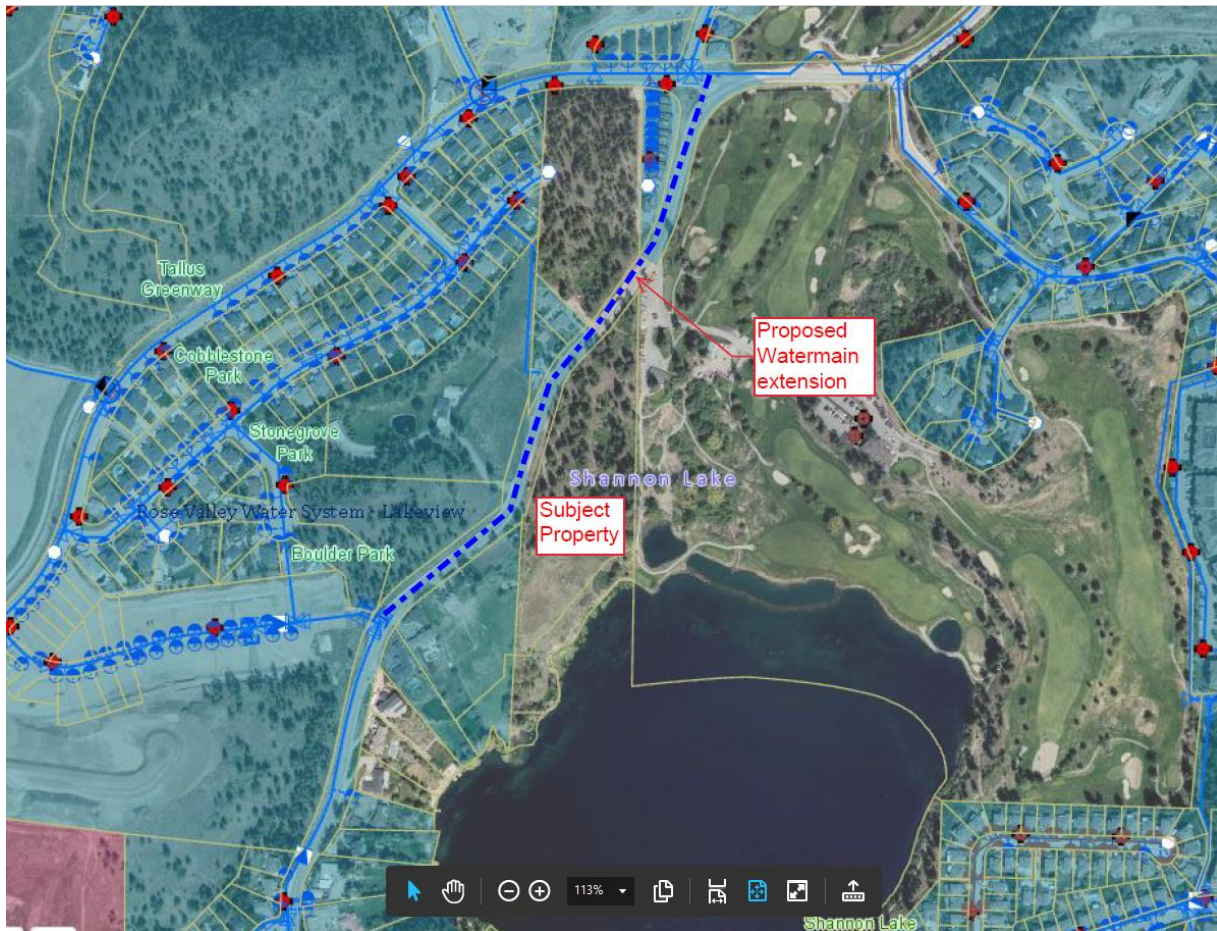 Tallus
Greenway
Proposed
Watermain
extension
Cobblestone
Park
Stonegrove
Park
Shannon Lake
Rose Valley Water System - Lakeview
Subject
Property
Boulder Park
113%
Shannon Lake